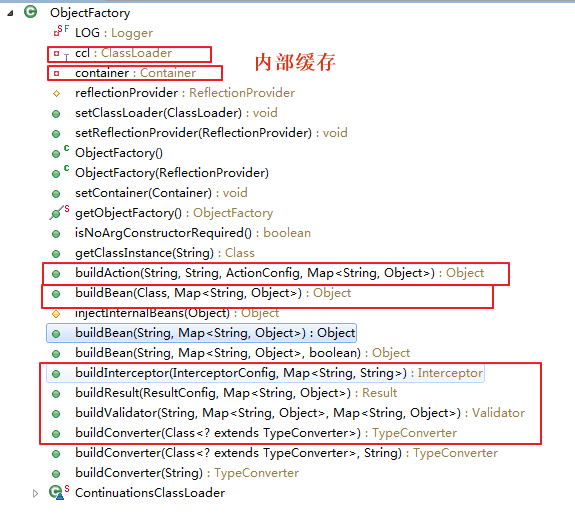 ObjectFactory
LOG : Logger
ccl : ClassLoader
内部缓存
container : Container
reflectionProvider : ReflectionProvider
setClassLoader(ClassLoader) : void
setReflectionProvider(ReflectionProvider) : void
ObjectFactory()
ObjectFactory(ReflectionProvider)
setContainer(Container) : void
getObjectFactory() : ObjectFactory
isNoArgConstructorRequired() : boolean
getClassInstance(String) : Class
buildAction(String, String, ActionConfig, Map<String, Object>) : Object
buildBean(Class, Map<String, Object>) : Object
injectInternalBeans(Object) : Object
buildBean(String, Map<String, Object>) : Object
buildBean(String, Map<String, Object>, boolean) : Object
buildInterceptor(InterceptorConfig, Map<String, String>) : Interceptor
buildResult(ResultConfig, Map<String, Object>) : Result
buildValidator(String, Map<String, Object>, Map<String, Object>) : Validator
buildConverter(Class<? extends TypeConverter>) : TypeConverter
buildConverter(Class<? extends TypeConverter>, String) : TypeConverter
buildConverter(String) : TypeConverter
ContinuationsClassLoader